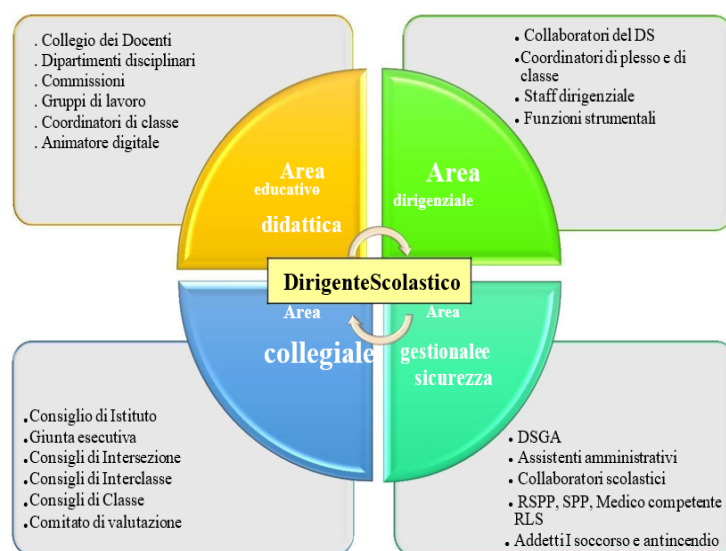 . Collegio dei Docenti
. Dipartimenti disciplinari
. Commissioni
. Gruppi di lavoro
. Coordinatori di classe
. Animatore digitale
• Collaboratori del DS
•Coordinatori di plesso e di
classe
• Staff dirigenziale
• Funzioni strumentali
Area
educativo
didattica
Area
dirigenziale
DirigenteScolastico
Area
collegiale
Area
gestionalee
sicurezza
•Consiglio di Istituto
•Giunta esecutiva
•Consigli di Intersezione
•Consigli di Interclasse
•Consigli di Classe
•Comitato di valutazione
• DSGA
• Assistenti amministrativi
• Collaboratori scolastici
• RSPP, SPP, Medico competente
RLS
• Addetti I soccorso e antincendio